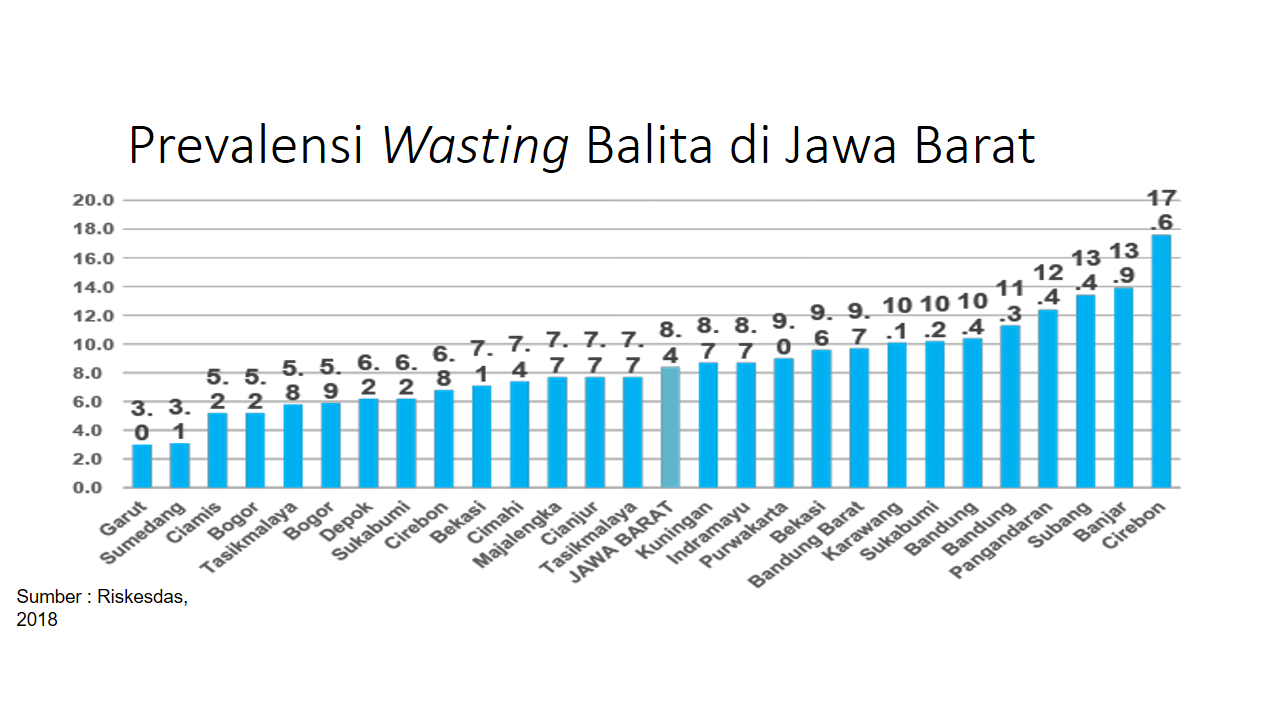 Prevalensi Wasting Balita di Jawa Barat
20.0
18.0
16.0
14.0
12.0
10.0
8.0
6.0
4.0
2.0
0.0
3.0
3.1
5.2
5.2
5.8
5.9
6.2
6.2
6.8
7.1
7.4
7.7
7.7
7.7
8.4
8.7
8.7
9.0
9.6
9.7
10.1
10.2
10.4
11.3
12.4
13.4
13.9
17.6
Garut
Sumedang
Ciamis
Bogor
Tasikmalaya
Bogor
Depok
Sukabumi
Cirebon
Bekasi
Cimahi
Majalengka
Cianjur
Tasikmalaya
JAWA BARAT
Kuningan
Indramayu
Purwakarta
Bekasi
Bandung Barat
Karawang
Sukabumi
Bandung
Bandung
Pangandaran
Subang
Banjar
Cirebon
Sumber : Riskesdas,
2018